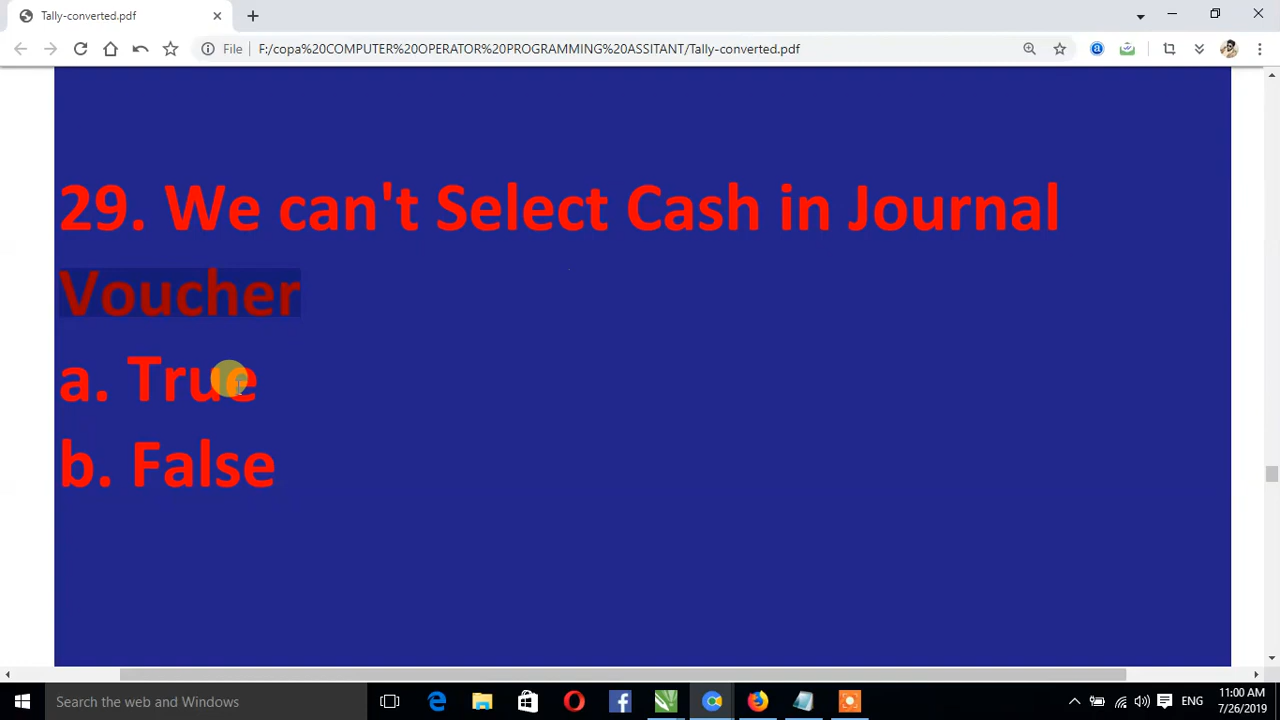 Tally-converted.pdf
File
F:/copa%20COMPUTER%20OPERATOR%20PROGRAMMING%20ASSITANT/Tally-converted.pdf
29. We can't Select Cash in Journal
Voucher
a. True
b. False
Search the web and Windows
ENG
11:00 AM
7/26/2019